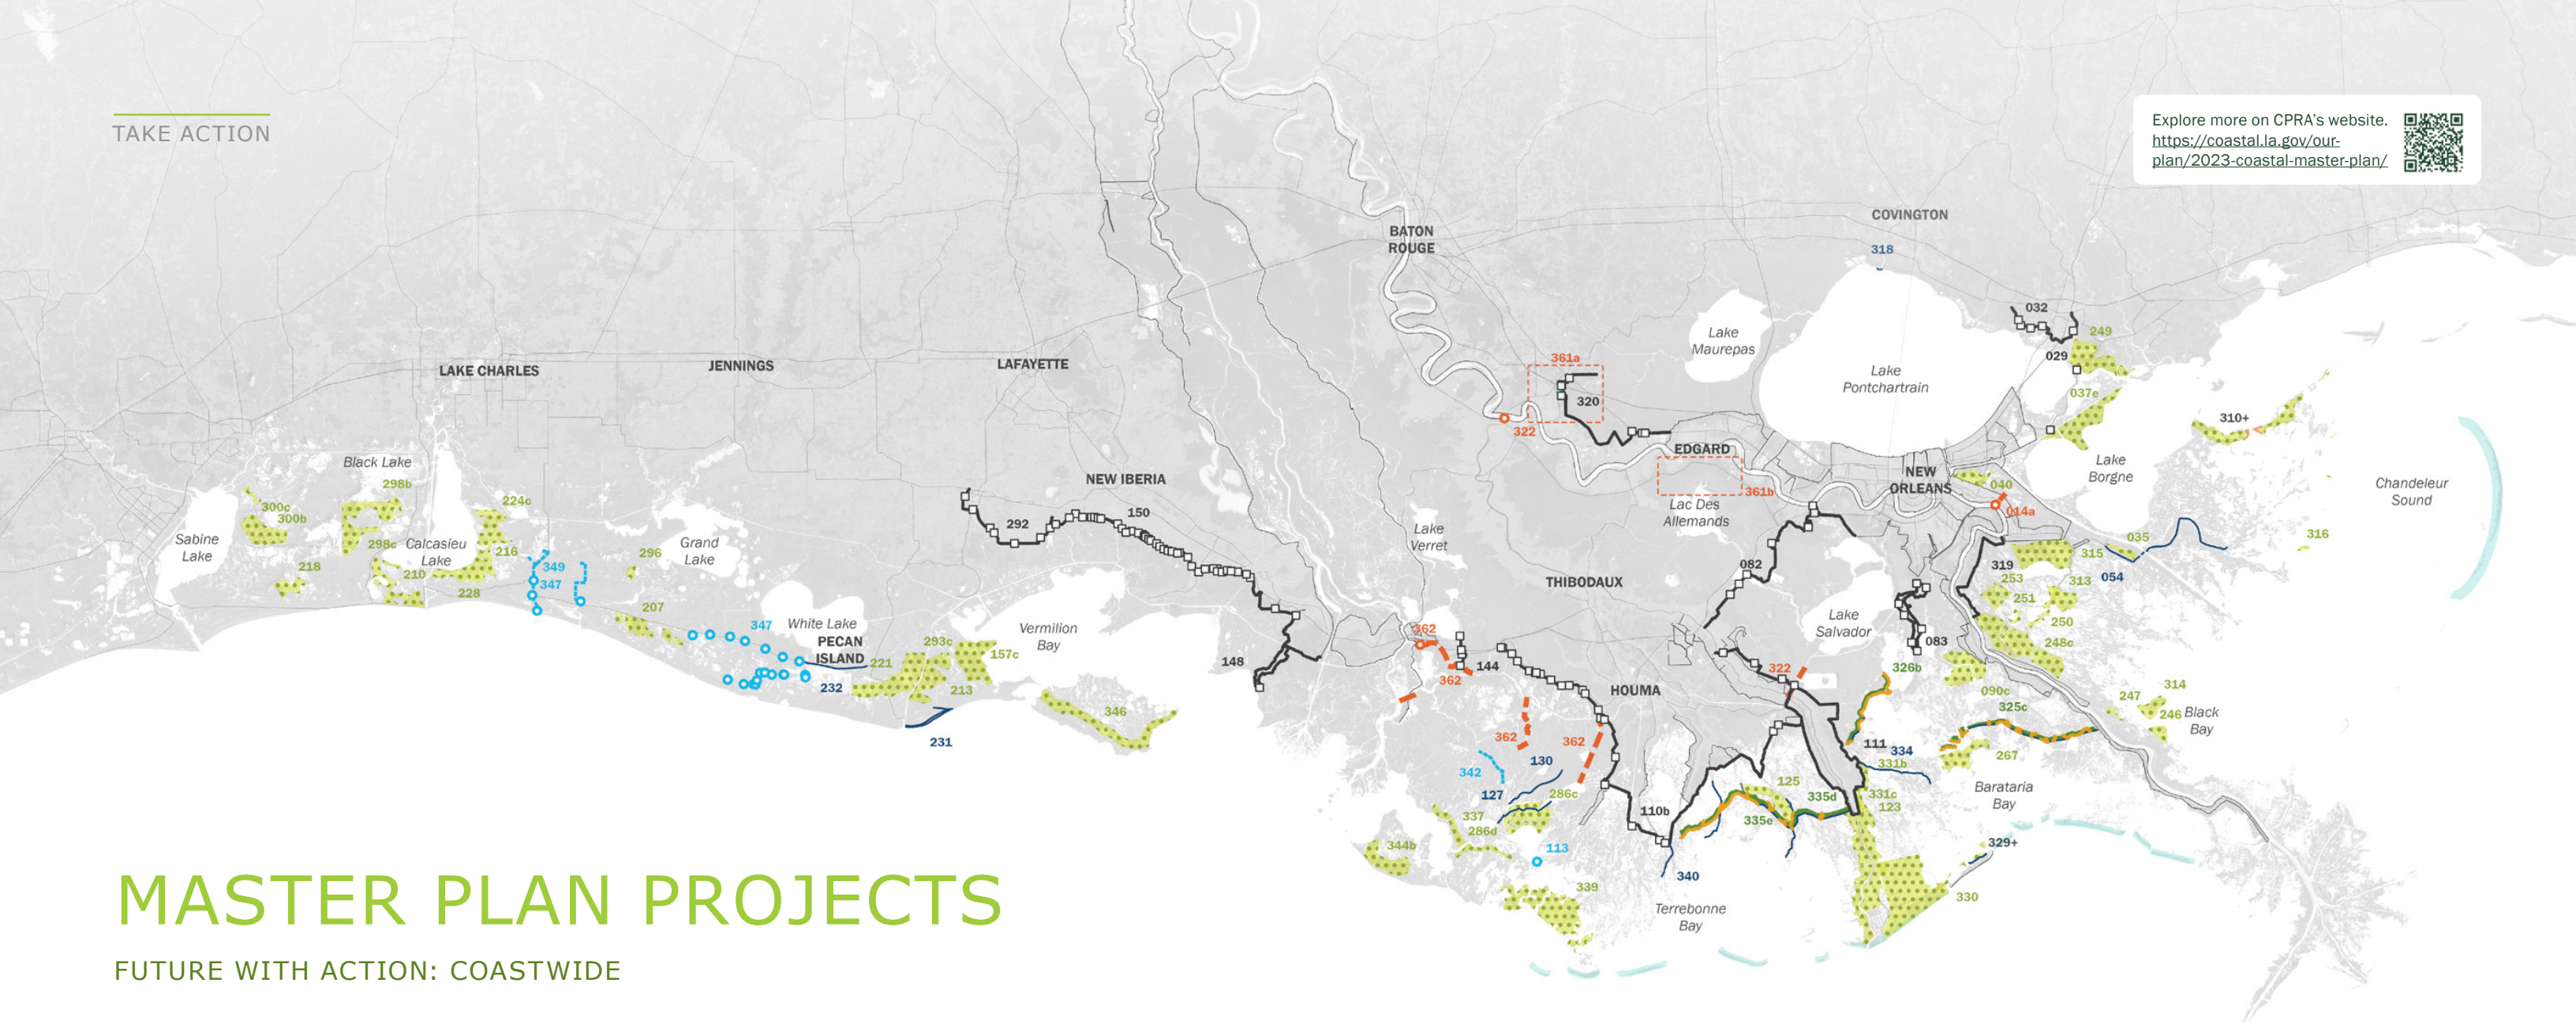 TAKE ACTION
Explore more on CPRA's website.
https://coastal.la.gov/our-
plan/2023-coastal-master-plan/
COVINGTON
318
BATON
ROUGE
032
249
029
Lake
Maurepas
361a
320
322
Lake
Pontchartrain
037e
310+
LAKE CHARLES
JENNINGS
LAFAYETTE
EDGARD
361b
Lac Des
Allemands
NEW
ORLEANS
040
014a
Lake
Borgne
Chandeleur
Sound
Black Lake
298b
300c
300b
224c
Sabine
Lake
298c
Calcasieu
Lake
216
218
210
228
349
347
296
Grand
Lake
207
347
White Lake
PECAN
ISLAND
221
232
231
293c
157c
213
Vermilion
Bay
346
NEW IBERIA
150
292
148
Lake
Verret
THIBODAUX
082
Lake
Salvador
083
319
315
035
054
316
253
313
251
250
248c
326b
090c
325c
247
314
246
Black
Bay
267
362
362
144
HOUMA
322
362
362
111
334
331b
342
130
127
286c
337
286d
344b
113
339
110b
125
335d
335e
331c
123
340
Terrebonne
Bay
Barataria
Bay
329+
330
MASTER PLAN PROJECTS
FUTURE WITH ACTION: COASTWIDE